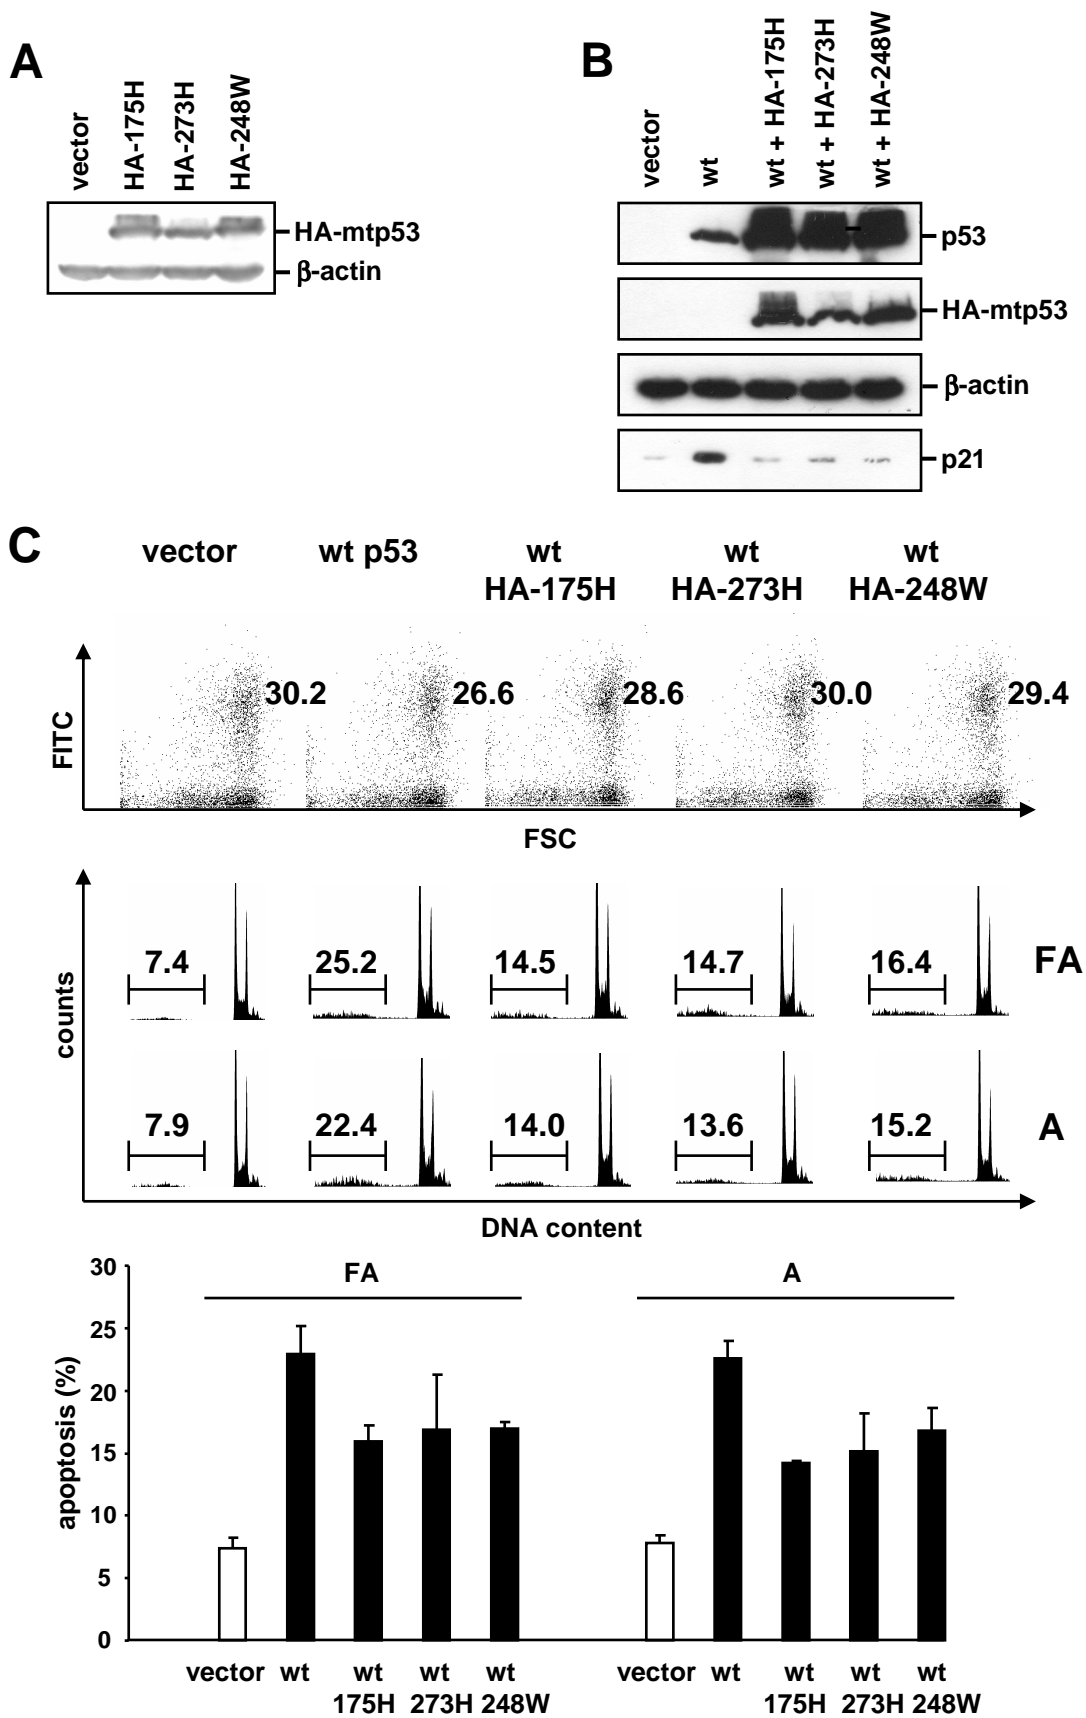 A
vector
HA-175H
HA-273H
HA-248W
HA-mtp53
β-actin
B
vector
wt
wt + HA-175H
wt + HA-273H
wt + HA-248W
p53
HA-mtp53
β-actin
p21
C
vector wt p53 wt wt wt
HA-175H HA-273H HA-248W
FITC
30.2 26.6 28.6 30.0 29.4
FSC
counts
7.4 25.2 14.5 14.7 16.4 FA
7.9 22.4 14.0 13.6 15.2 A
DNA content
apoptosis (%)
30
25
20
15
10
5
0
FA A
vector wt wt wt wt vector wt wt wt wt
175H 273H 248W 175H 273H 248W